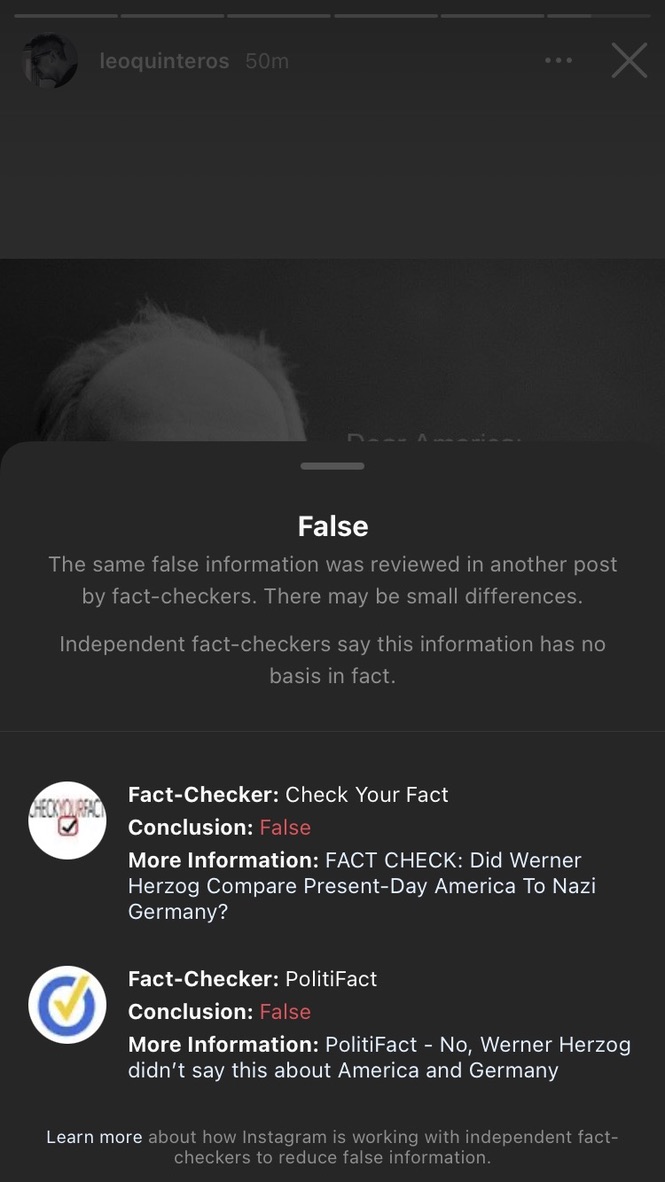 leoquinteros 50m
Dear America:
False
The same false information was reviewed in another post
by fact-checkers. There may be small differences.
Independent fact-checkers say this information has no
basis in fact.
CHECKYOURFACT
Fact-Checker: Check Your Fact
Conclusion: False
More Information: FACT CHECK: Did Werner
Herzog Compare Present-Day America To Nazi
Germany?
Fact-Checker: PolitiFact
Conclusion: False
More Information: PolitiFact - No, Werner Herzog
didn’t say this about America and Germany
Learn more about how Instagram is working with independent fact-
checkers to reduce false information.